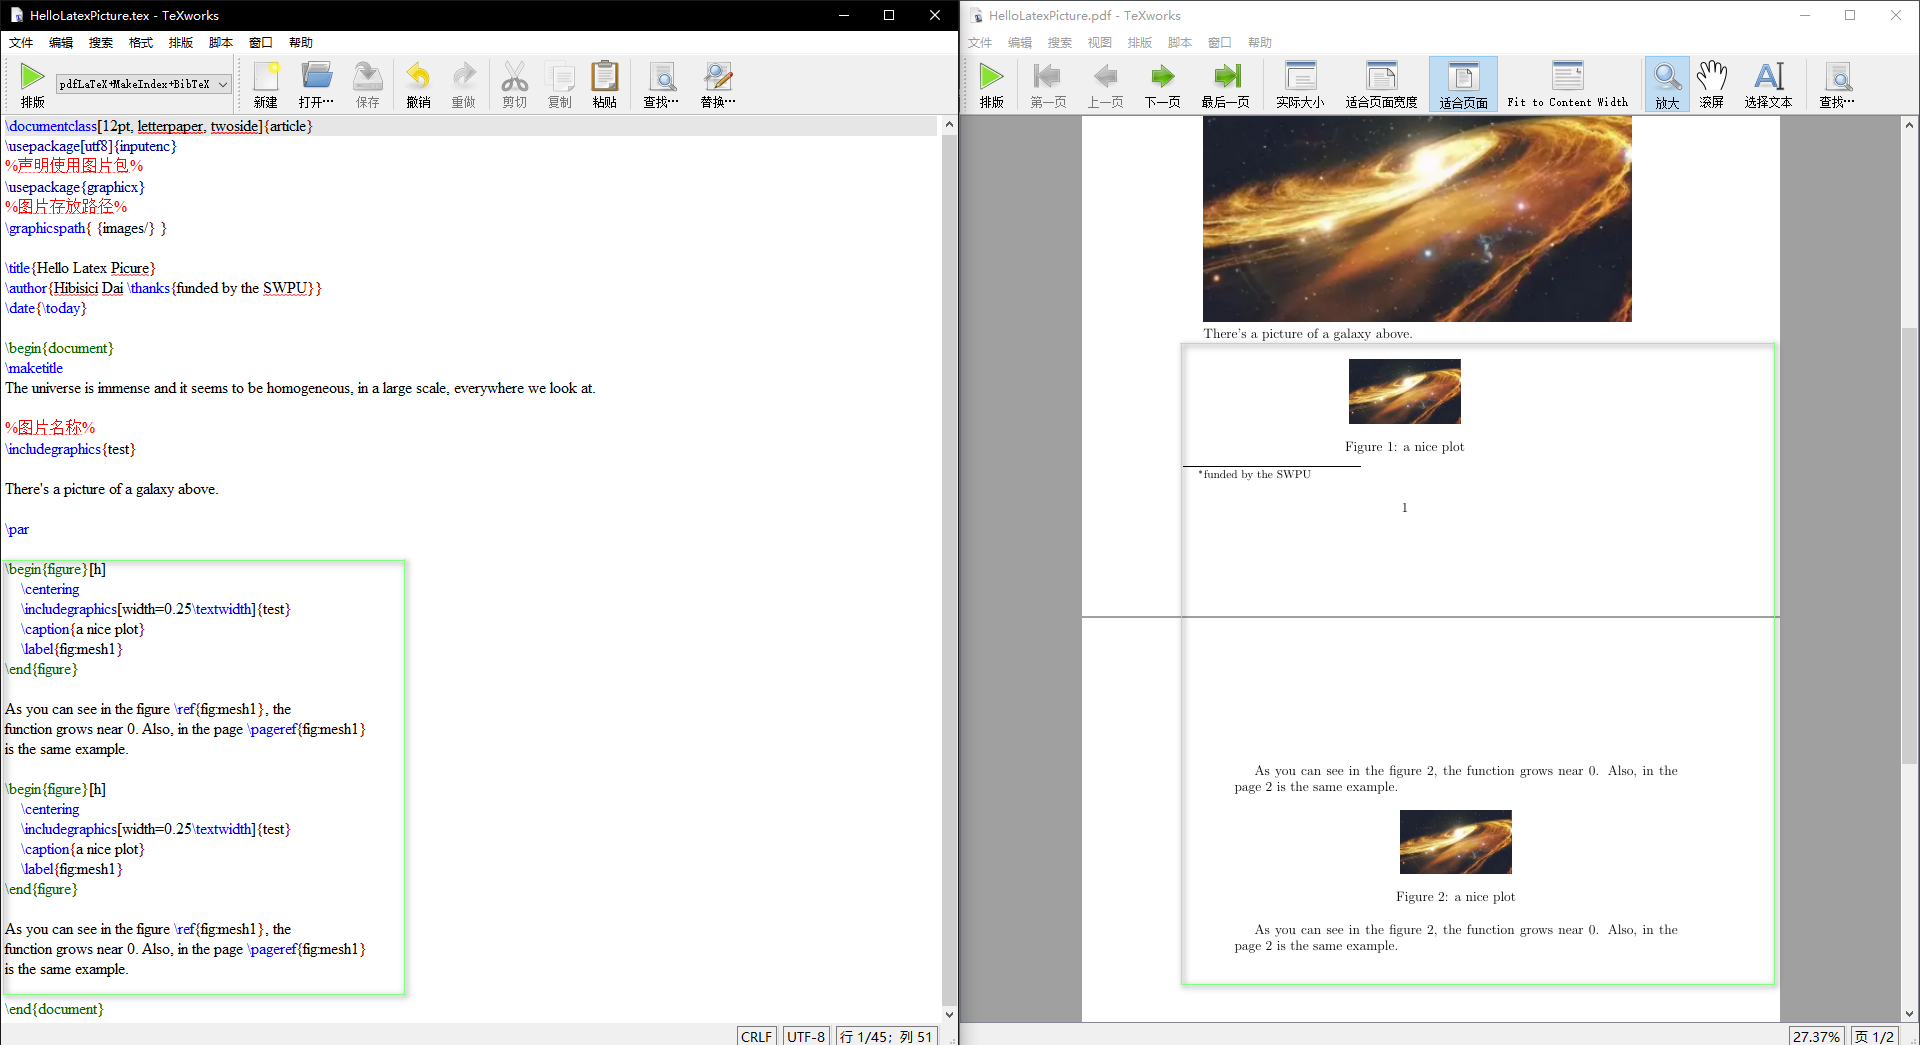 HelloLatexPicture.tex - TeXworks
文件 编辑 搜索 格式 排版 脚本 窗口 帮助
pdfLaTeX+MakeIndex+BibTeX
排版 新建 打开… 保存 撤销 重做 剪切 复制 粘贴 查找… 替换…
\documentclass[12pt, letterpaper, twoside]{article}
\usepackage[utf8]{inputenc}
%声明使用图片包%
\usepackage{graphicx}
%图片存放路径%
\graphicspath{ {images/} }
\title{Hello Latex Picure}
\author{Hibisici Dai \thanks{funded by the SWPU}}
\date{\today}
\begin{document}
\maketitle
The universe is immense and it seems to be homogeneous, in a large scale, everywhere we look at.
%图片名称%
\includegraphics{test}
There's a picture of a galaxy above.
\par
\begin{figure}[h]
\centering
\includegraphics[width=0.25\textwidth]{test}
\caption{a nice plot}
\label{fig:mesh1}
\end{figure}
As you can see in the figure \ref{fig:mesh1}, the
function grows near 0. Also, in the page \pageref{fig:mesh1}
is the same example.
\begin{figure}[h]
\centering
\includegraphics[width=0.25\textwidth]{test}
\caption{a nice plot}
\label{fig:mesh1}
\end{figure}
As you can see in the figure \ref{fig:mesh1}, the
function grows near 0. Also, in the page \pageref{fig:mesh1}
is the same example.
\end{document}
CRLF UTF-8 行 1/45; 列 51
HelloLatexPicture.pdf - TeXworks
文件 编辑 搜索 视图 排版 脚本 窗口 帮助
排版 第一页 上一页 下一页 最后一页 实际大小 适合页面宽度 适合页面 Fit to Content Width 放大 滚屏 选择文本 查找…
There's a picture of a galaxy above.
Figure 1: a nice plot
*funded by the SWPU
1
As you can see in the figure 2, the function grows near 0. Also, in the
page 2 is the same example.
Figure 2: a nice plot
As you can see in the figure 2, the function grows near 0. Also, in the
page 2 is the same example.
27.37% 页 1/2